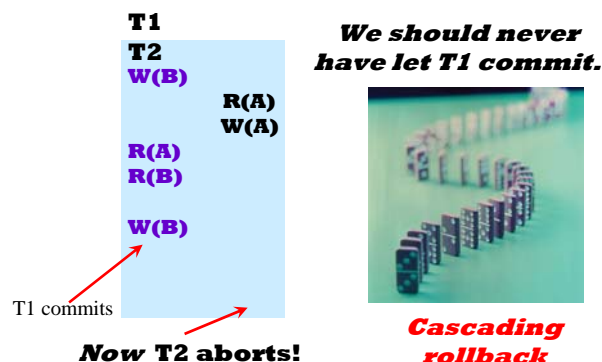 T1
T2
W(B)
R(A)
W(A)
R(A)
R(B)
W(B)
T1 commits
Now T2 aborts!
We should never
have let T1 commit.
Cascading
rollback